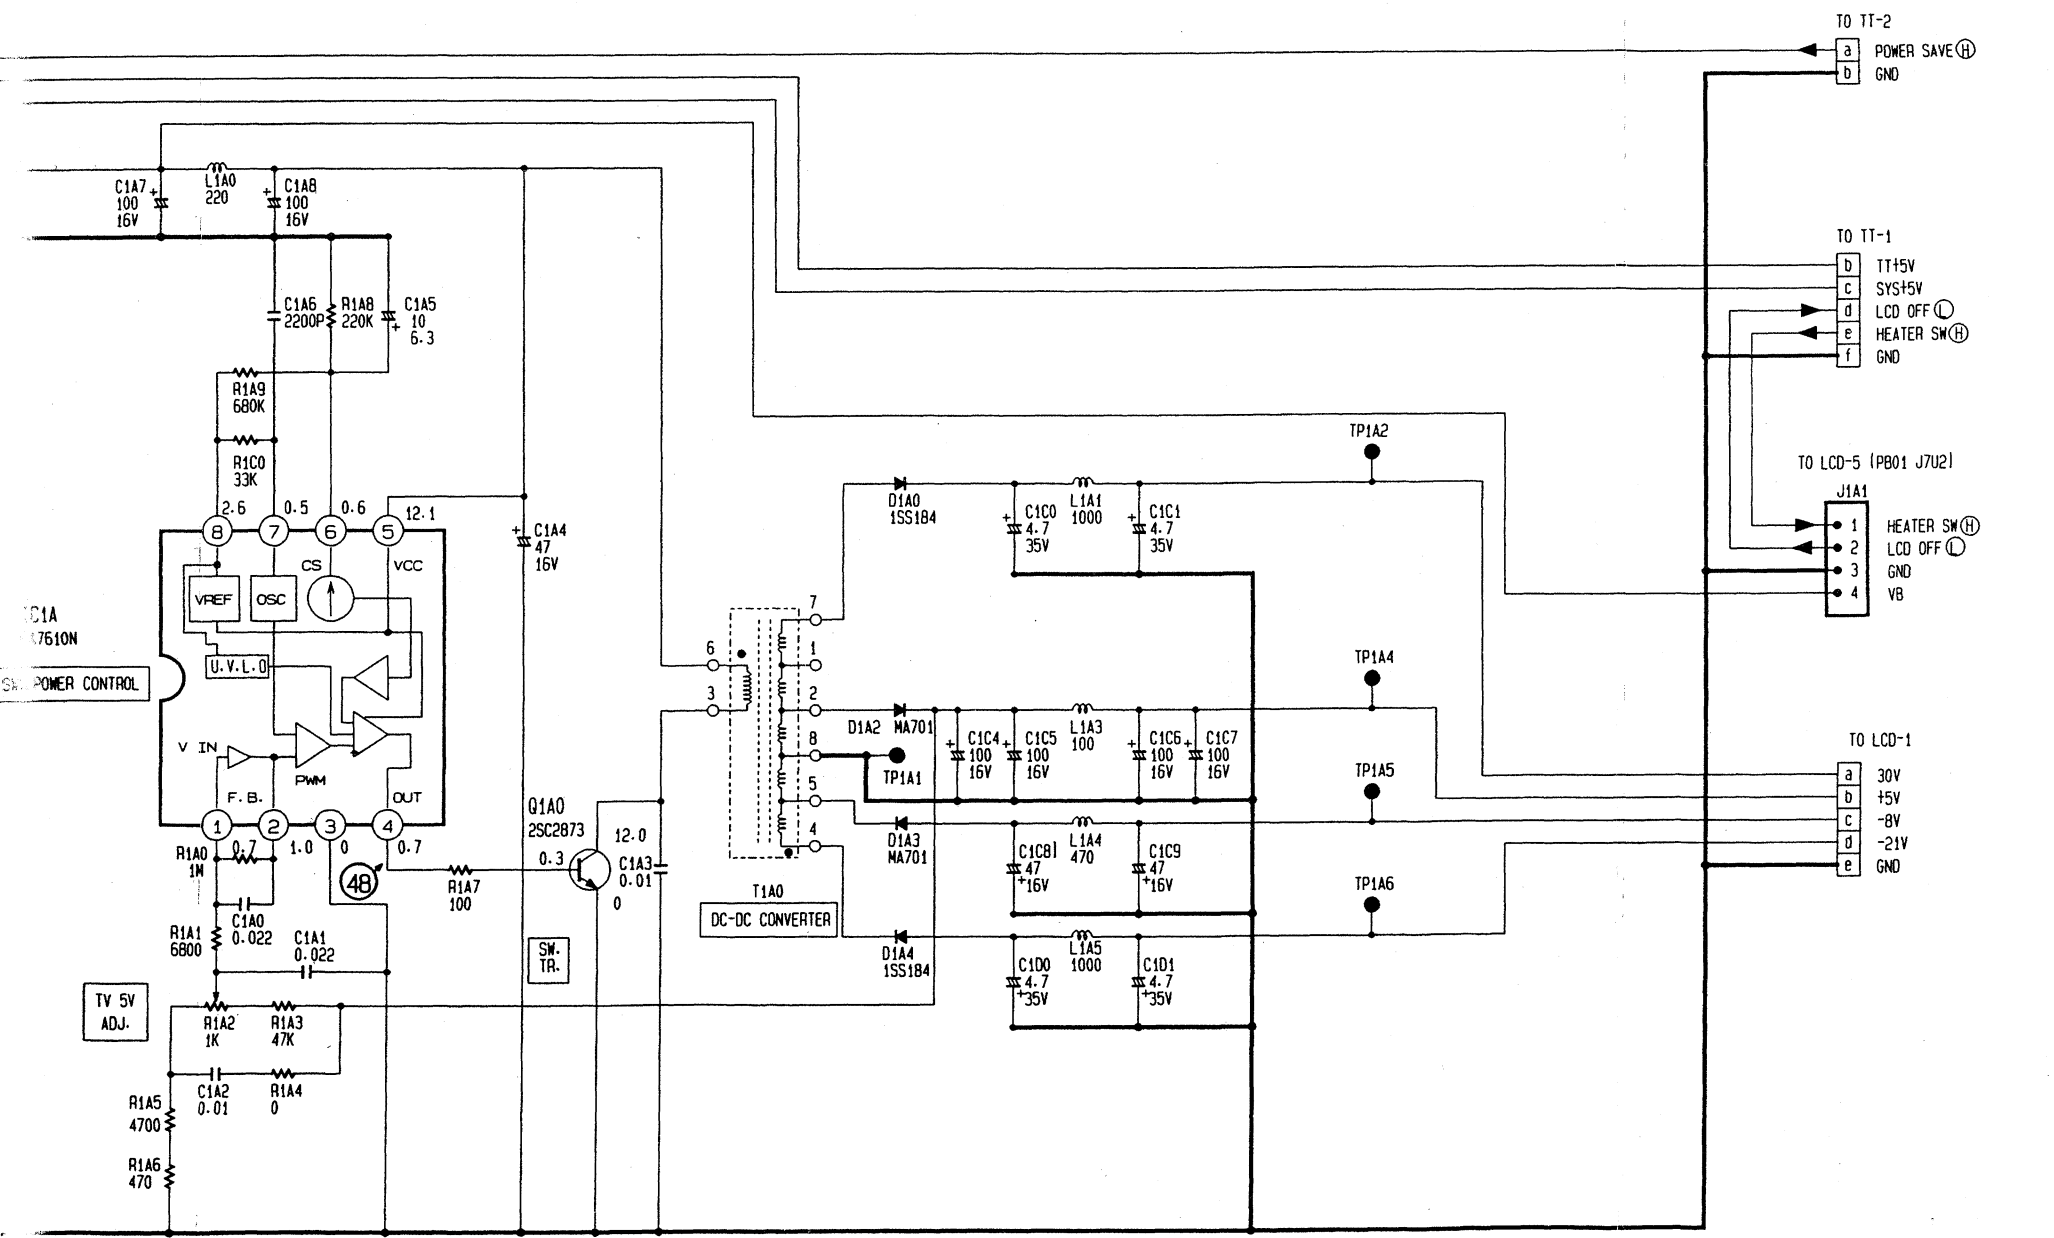 TO TT-2
a POWER SAVE Ⓗ
b GND
C1A7
100
16V
L1A0
220
C1A8
100
16V
TO TT-1
b TT+5V
c SYS+5V
d LCD OFF Ⓛ
e HEATER SW Ⓗ
f GND
C1A6
2200P
R1A8
220K
C1A5
10
6.3
R1A9
680K
R1C0
33K
TP1A2
TO LCD-5 (PB01 J7U2)
J1A1
1 HEATER SW Ⓗ
2 LCD OFF Ⓛ
3 GND
4 VB
D1A0
1SS184
C1C0
4.7
35V
L1A1
1000
C1C1
4.7
35V
8 2.6
7 0.5
6 0.6
5 12.1
C1A4
47
16V
CS
VCC
VREF
OSC
C1A
7610N
U.V.L.O
POWER CONTROL
V IN
PWM
F.B.
OUT
1 0.7
2 1.0
3 0
4 0.7
6
3
7
1
2
8
5
4
TP1A4
D1A2 MA701
C1C4
100
16V
C1C5
100
16V
L1A3
100
C1C6
100
16V
C1C7
100
16V
TP1A1
TP1A5
TO LCD-1
a 30V
b +5V
c -8V
d -21V
e GND
Q1A0
2SC2873
12.0
0.3
0
C1A3
0.01
R1A0
1M
48
R1A7
100
T1A0
DC-DC CONVERTER
D1A3
MA701
C1C8
47
16V
L1A4
470
C1C9
47
16V
TP1A6
C1A0
0.022
R1A1
6800
C1A1
0.022
SW.
TR.
D1A4
1SS184
L1A5
1000
C1D0
4.7
35V
C1D1
4.7
35V
TV 5V
ADJ.
R1A2
1K
R1A3
47K
C1A2
0.01
R1A4
0
R1A5
4700
R1A6
470